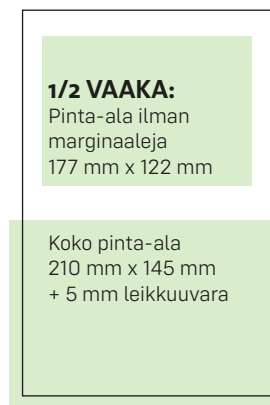 1/2 VAAKA:
Pinta-ala ilman
marginaaleja
177 mm x 122 mm
Koko pinta-ala
210 mm x 145 mm
+ 5 mm leikkuuvara